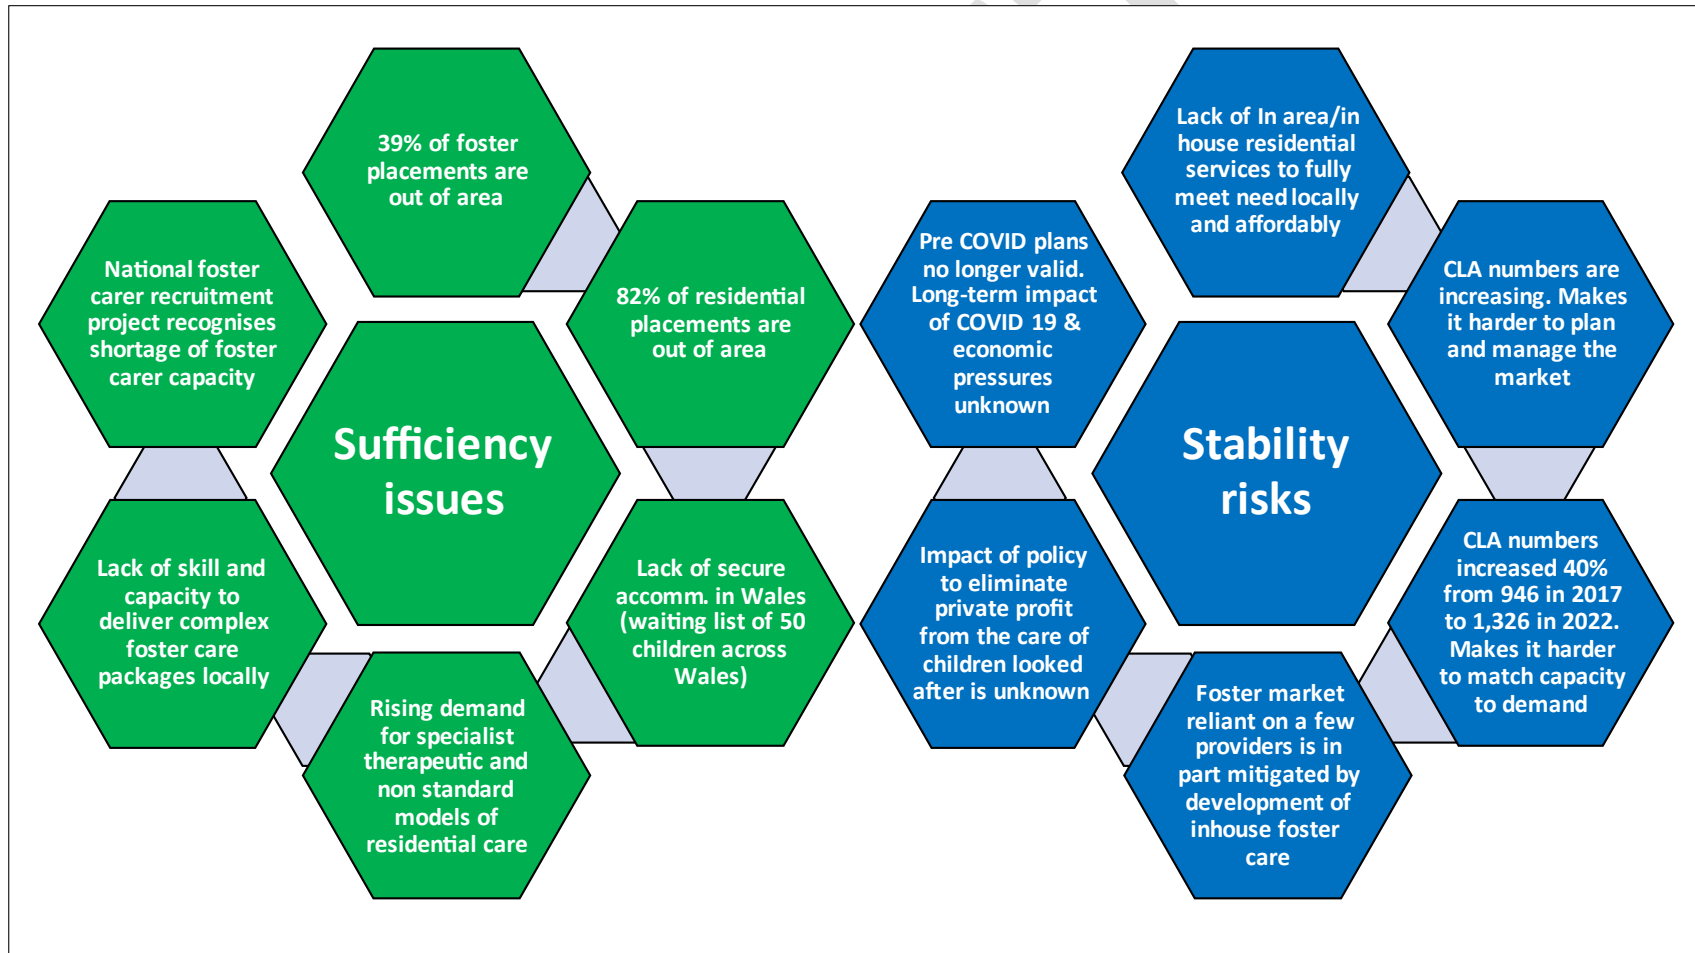 Sufficiency
issues
39% of foster
placements are
out of area
82% of residential
placements are
out of area
Lack of secure
accomm. in Wales
(waiting list of 50
children across
Wales)
Rising demand
for specialist
therapeutic and
non standard
models of
residential care
Lack of skill and
capacity to
deliver complex
foster care
packages locally
National foster
carer recruitment
project recognises
shortage of foster
carer capacity
Stability
risks
Lack of In area/in
house residential
services to fully
meet need locally
and affordably
CLA numbers are
increasing. Makes
it harder to plan
and manage the
market
CLA numbers
increased 40%
from 946 in 2017
to 1,326 in 2022.
Makes it harder
to match capacity
to demand
Foster market
reliant on a few
providers is in
part mitigated by
development of
inhouse foster
care
Impact of policy
to eliminate
private profit
from the care of
children looked
after is unknown
Pre COVID plans
no longer valid.
Long-term impact
of COVID 19 &
economic
pressures
unknown